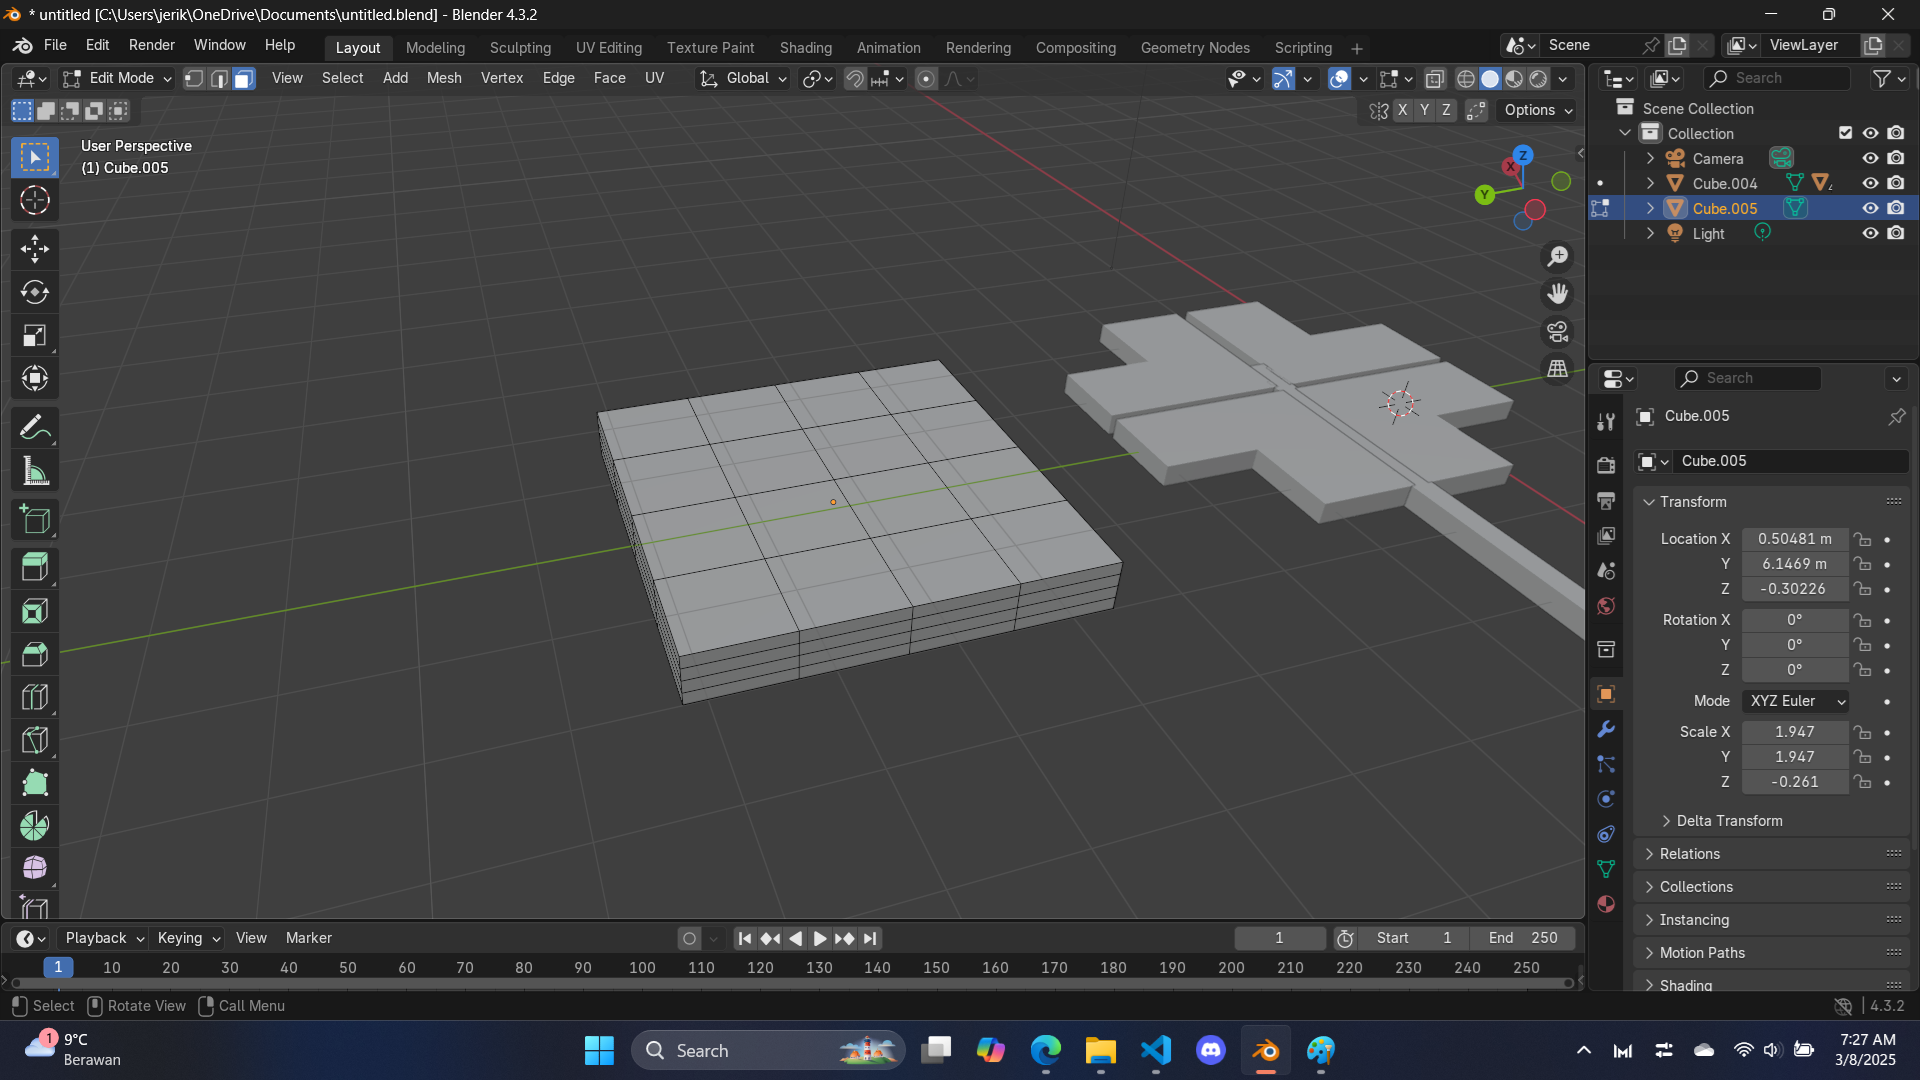 * untitled [C:\Users\jerik\OneDrive\Documents\untitled.blend] - Blender 4.3.2
File Edit Render Window Help Layout Modeling Sculpting UV Editing Texture Paint Shading Animation Rendering Compositing Geometry Nodes Scripting + Scene ViewLayer
Edit Mode View Select Add Mesh Vertex Edge Face UV Global
X Y Z Options
User Perspective
(1) Cube.005
Z
X
Y
Search
Scene Collection
Collection
Camera
Cube.004
Cube.005
Light
Search
Cube.005
Cube.005
Transform
Location X 0.50481 m
Y 6.1469 m
Z -0.30226
Rotation X 0°
Y 0°
Z 0°
Mode XYZ Euler
Scale X 1.947
Y 1.947
Z -0.261
Delta Transform
Relations
Collections
Instancing
Motion Paths
Shading
Playback Keying View Marker 1 Start 1 End 250
1 10 20 30 40 50 60 70 80 90 100 110 120 130 140 150 160 170 180 190 200 210 220 230 240 250
Select Rotate View Call Menu 4.3.2
1
9°C
Berawan
Search
7:27 AM
3/8/2025